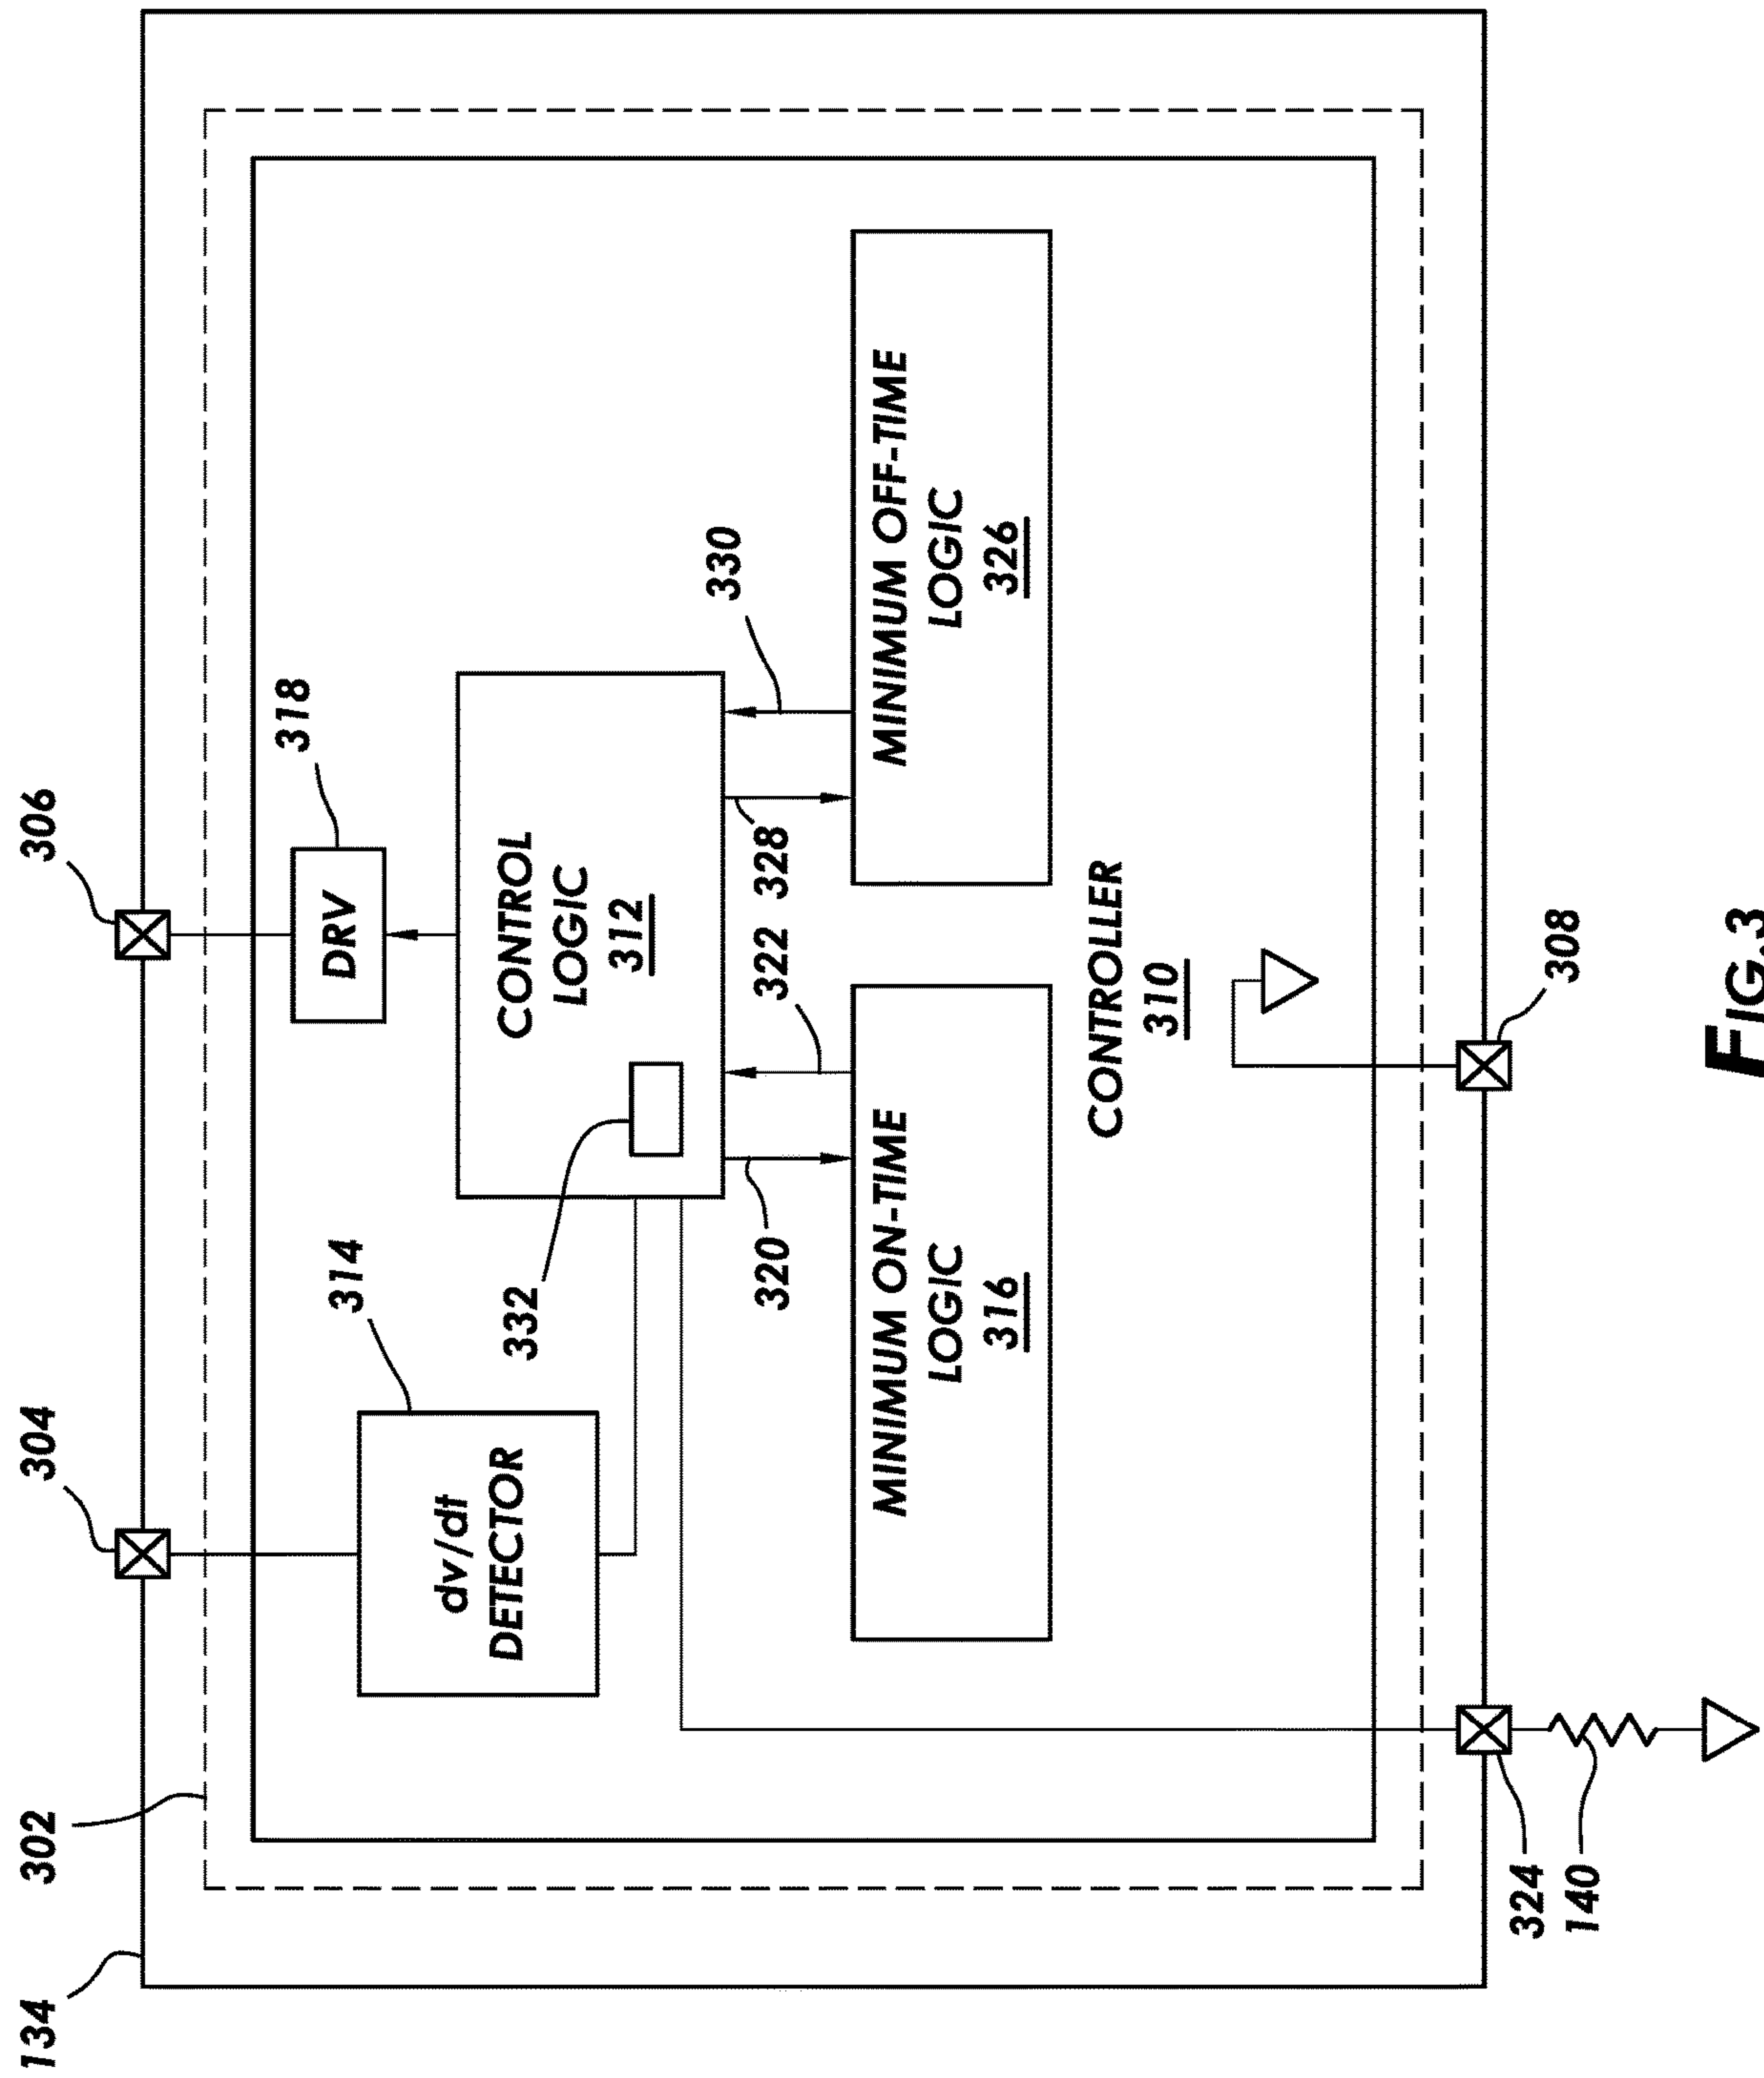 134
302
304
306
314
318
dv/dt
DETECTOR
DRV
332
CONTROL
LOGIC
312
320
322
328
330
MINIMUM ON-TIME
LOGIC
316
MINIMUM OFF-TIME
LOGIC
326
CONTROLLER
310
324
140
308
FIG.3